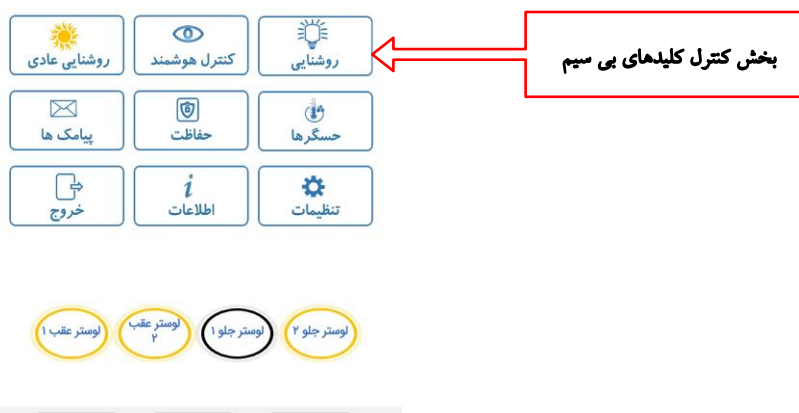 روشنایی
کنترل هوشمند
روشنایی عادی
بخش کنترل کلیدهای بی سیم
حسگرها
حفاظت
پیامک ها
تنظیمات
اطلاعات
خروج
لوستر جلو ۲
لوستر جلو ۱
لوستر عقب
۲
لوستر عقب ۱